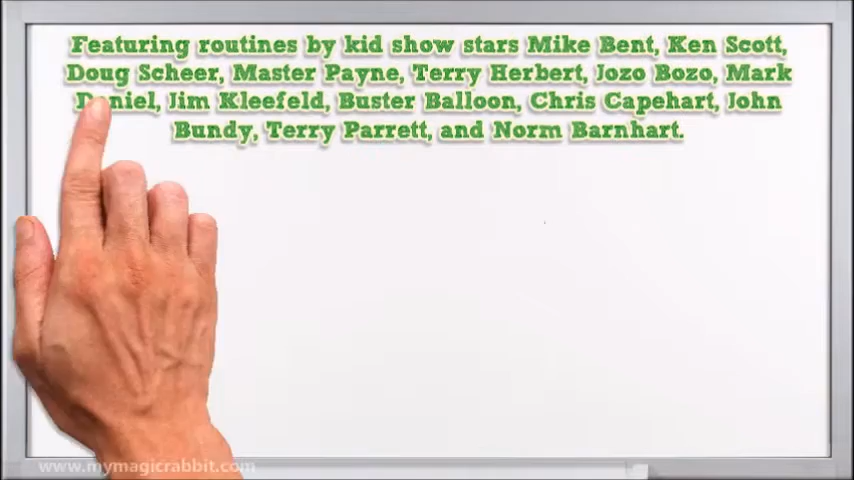 Featuring routines by kid show stars Mike Bent, Ken Scott,
Doug Scheer, Master Payne, Terry Herbert, Jozo Bozo, Mark
Daniel, Jim Kleefeld, Buster Balloon, Chris Capehart, John
Bundy, Terry Parrett, and Norm Barnhart.
www.mymagicrabbit.com